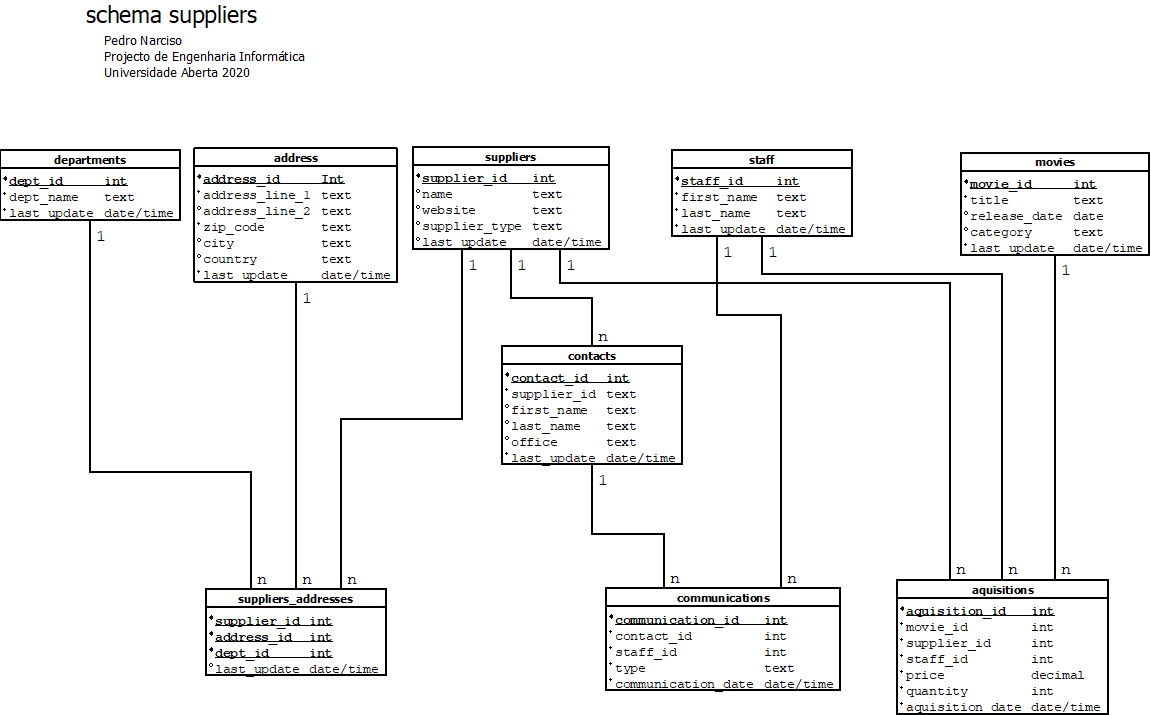 schema suppliers
Pedro Narciso
Projecto de Engenharia Informática
Universidade Aberta 2020
departments
dept_id int
dept_name text
last_update date/time
1
address
address_id Int
address_line_1 text
address_line_2 text
zip_code text
city text
country text
last_update date/time
1
suppliers
supplier_id int
name text
website text
supplier_type text
last_update date/time
1 1 1
staff
staff_id int
first_name text
last_name text
last_update date/time
1 1
movies
movie_id int
title text
release_date date
category text
last_update date/time
1
n
contacts
contact_id int
supplier_id text
first_name text
last_name text
office text
last_update date/time
1
n n n
suppliers_addresses
supplier_id int
address_id int
dept_id int
last_update date/time
n n
communications
communication_id int
contact_id int
staff_id int
type text
communication_date date/time
n n n
aquisitions
aquisition_id int
movie_id int
supplier_id int
staff_id int
price decimal
quantity int
aquisition_date date/time